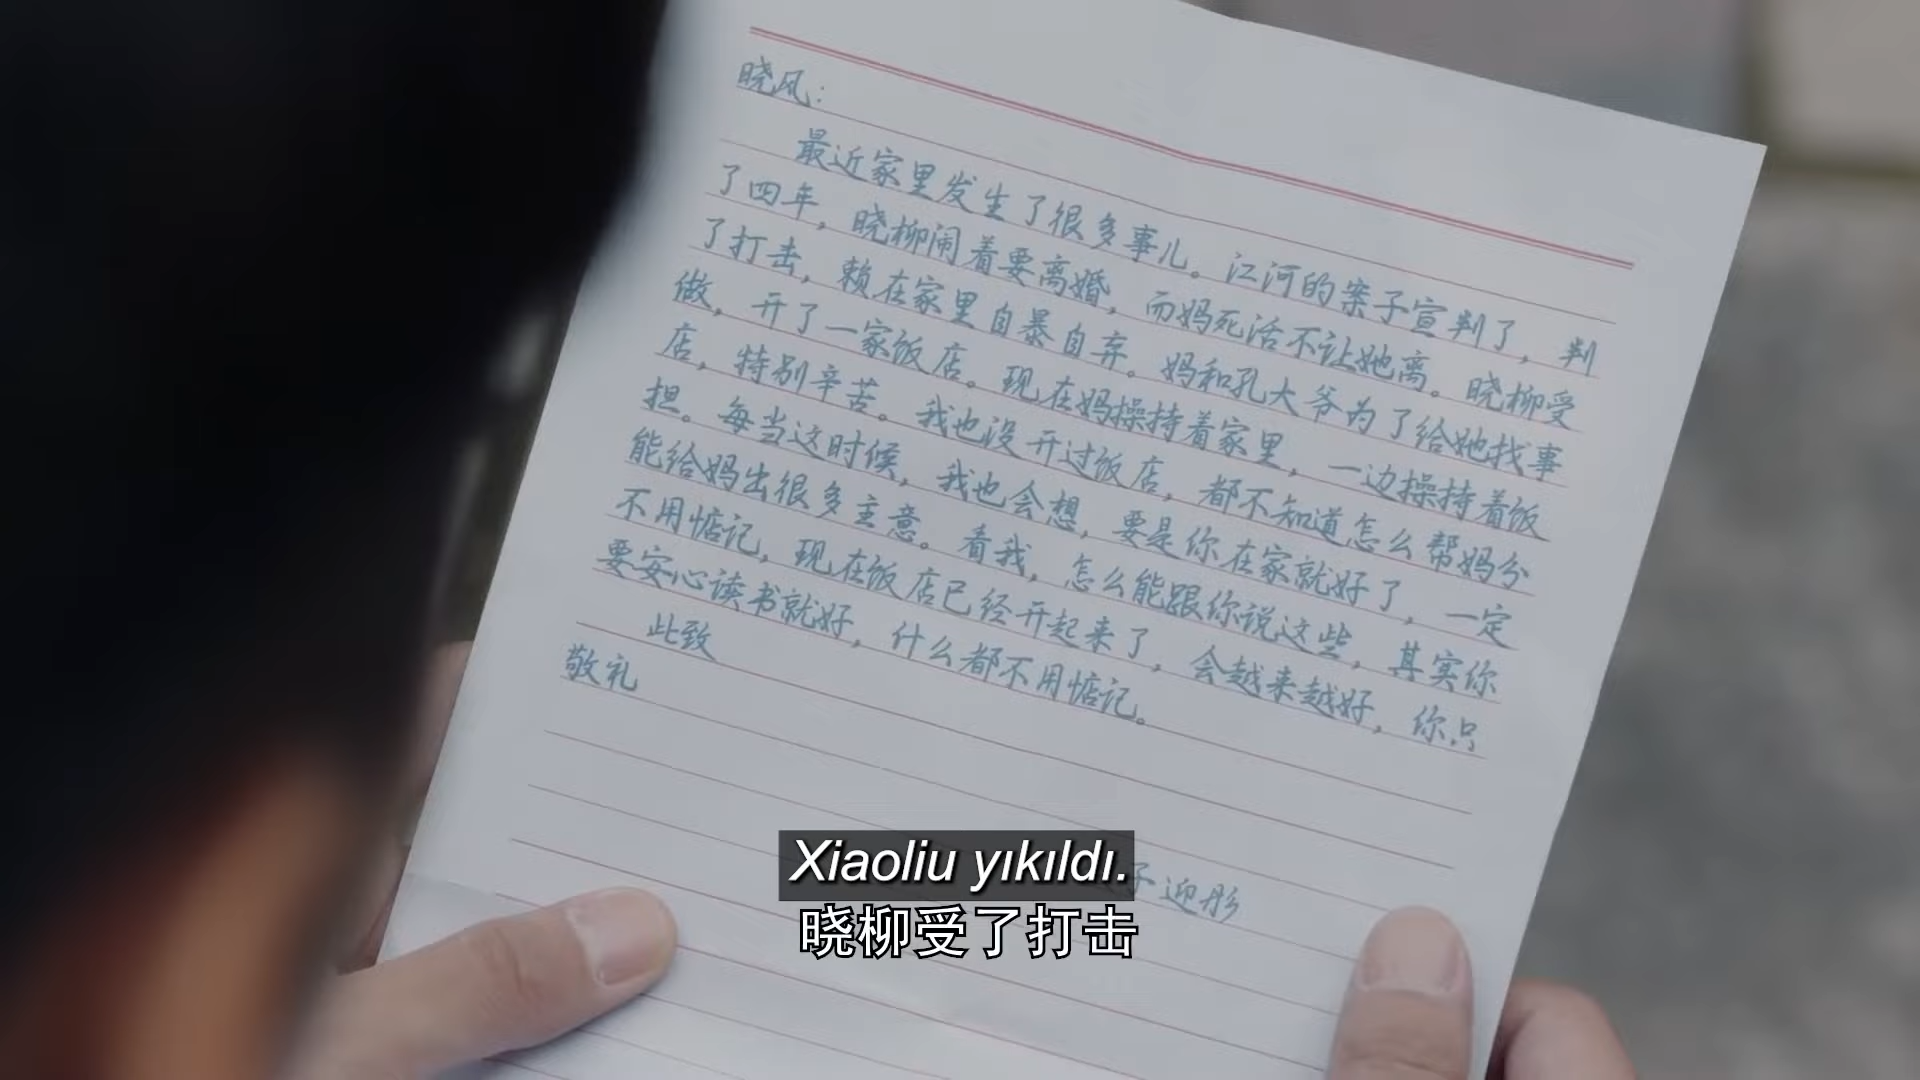 晓风：
最近家里发生了很多事儿。江河的案子宣判了，判
了四年，晓柳闹着要离婚，而妈死活不让她离。晓柳受
了打击，赖在家里自暴自弃。妈和孔大爷为了给她找事
做，开了一家饭店。现在妈操持着家里，一边操持着饭
店，特别辛苦。我也没开过饭店，都不知道怎么帮妈分
担。每当这时候，我也会想，要是你在家就好了，一定
能给妈出很多主意。看我，怎么能跟你说这些，其实你
不用惦记，现在饭店已经开起来了，会越来越好，你只
要安心读书就好，什么都不用惦记。
此致
敬礼
子迎彤
Xiaoliu yıkıldı.
晓柳受了打击